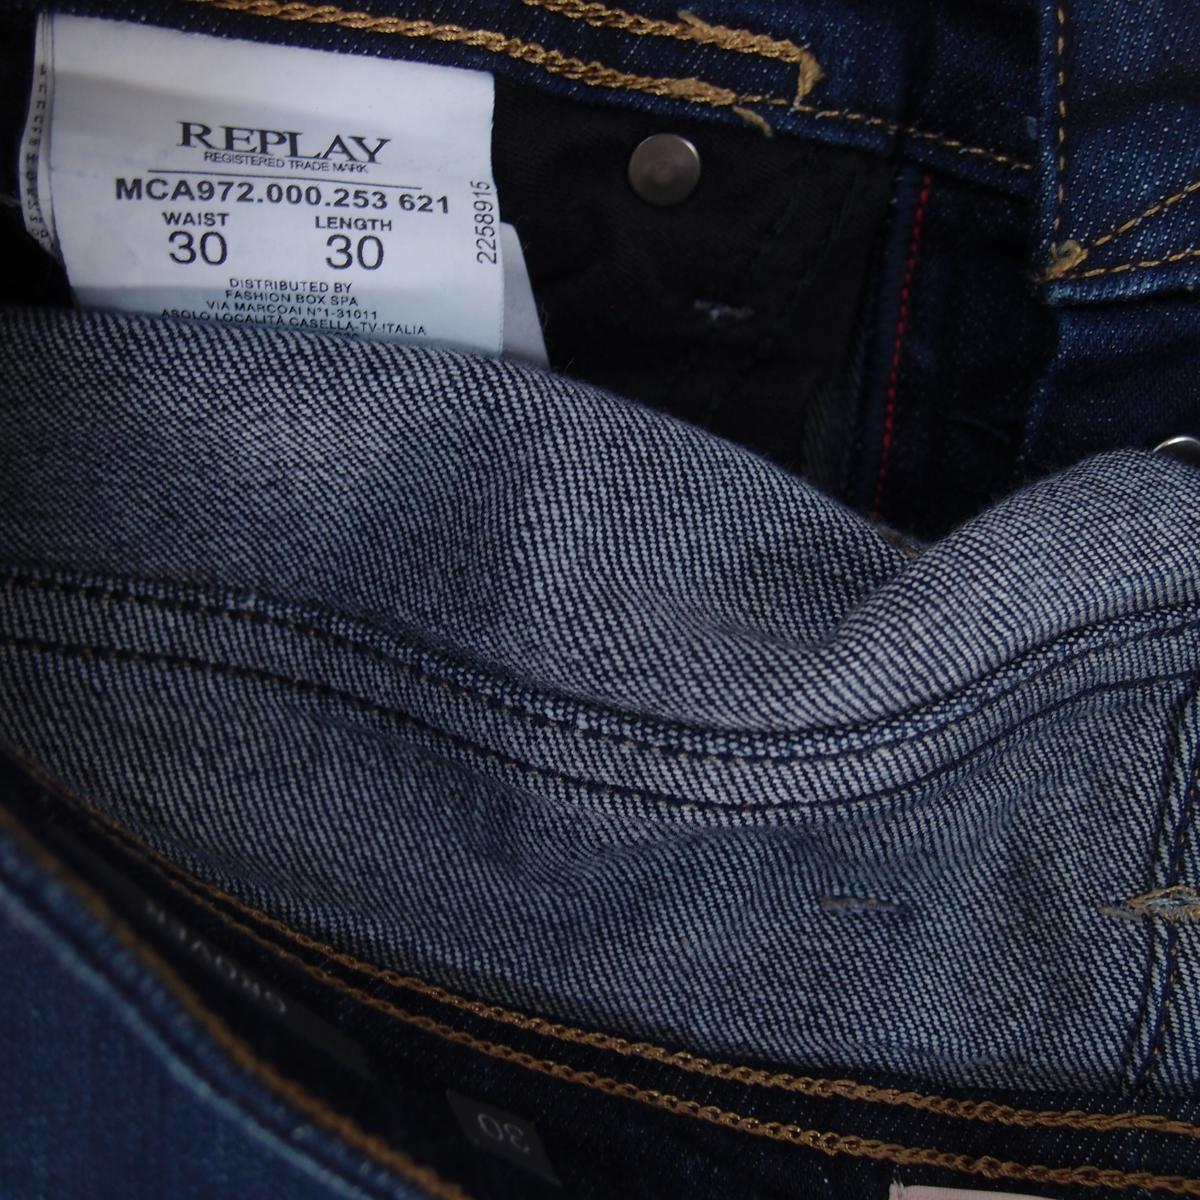 REPLAY
REGISTERED TRADE MARK
MCA972.000.253 621
WAIST LENGTH
30 30
2258915
DISTRIBUTED BY
FASHION BOX SPA
VIA MARCOAI N°1-31011
ASOLO LOCALITÀ CASELLA-TV-ITALIA
GROVER
30